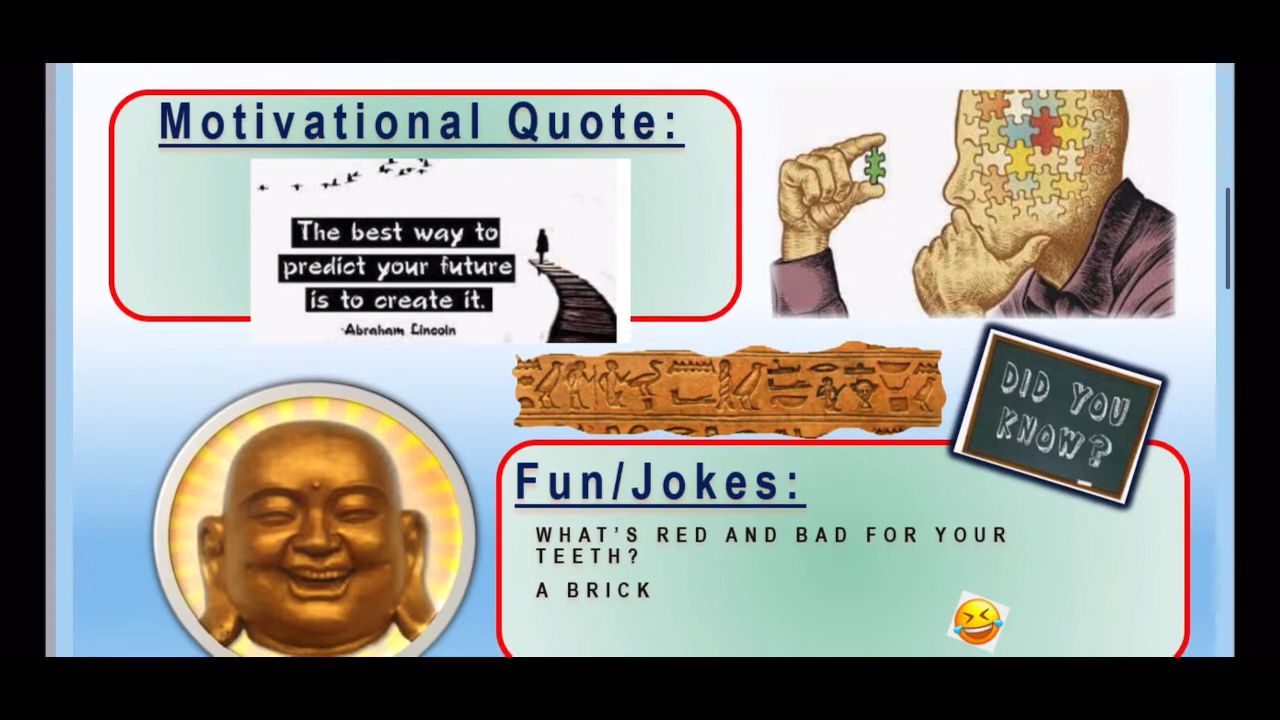 Motivational Quote:
The best way to
predict your future
is to create it.
-Abraham Lincoln
DID YOU
KNOW?
Fun/Jokes:
WHAT’S RED AND BAD FOR YOUR
TEETH?
A BRICK